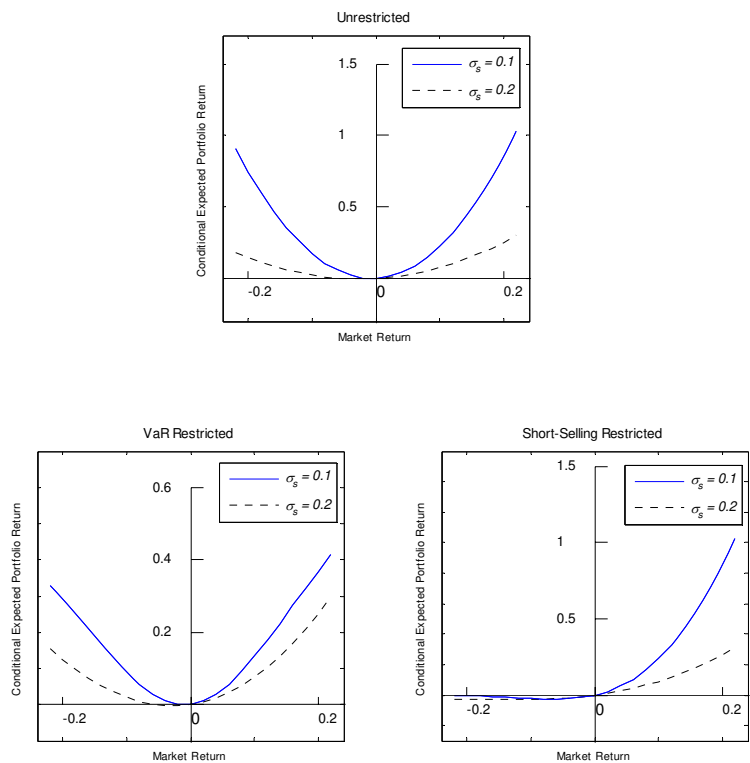 Unrestricted
Conditional Expected Portfolio Return
1.5
1
0.5
-0.2
0
0.2
σs = 0.1
σs = 0.2
Market Return
VaR Restricted
Conditional Expected Portfolio Return
0.6
0.4
0.2
-0.2
0
0.2
σs = 0.1
σs = 0.2
Market Return
Short-Selling Restricted
Conditional Expected Portfolio Return
1.5
1
0.5
-0.2
0
0.2
σs = 0.1
σs = 0.2
Market Return